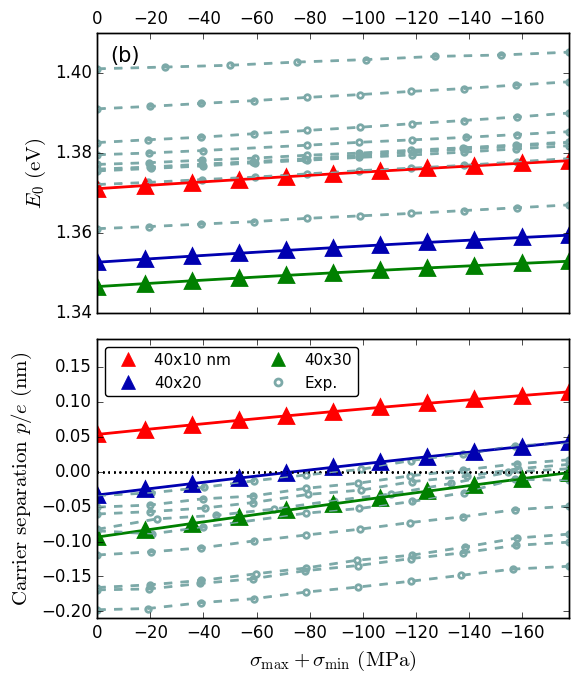 0 −20 −40 −60 −80 −100 −120 −140 −160
(b)
1.40
1.38
1.36
1.34
E₀ (eV)
40x10 nm 40x30
40x20 Exp.
0.15
0.10
0.05
0.00
−0.05
−0.10
−0.15
−0.20
Carrier separation p/e (nm)
0 −20 −40 −60 −80 −100 −120 −140 −160
σmax + σmin (MPa)